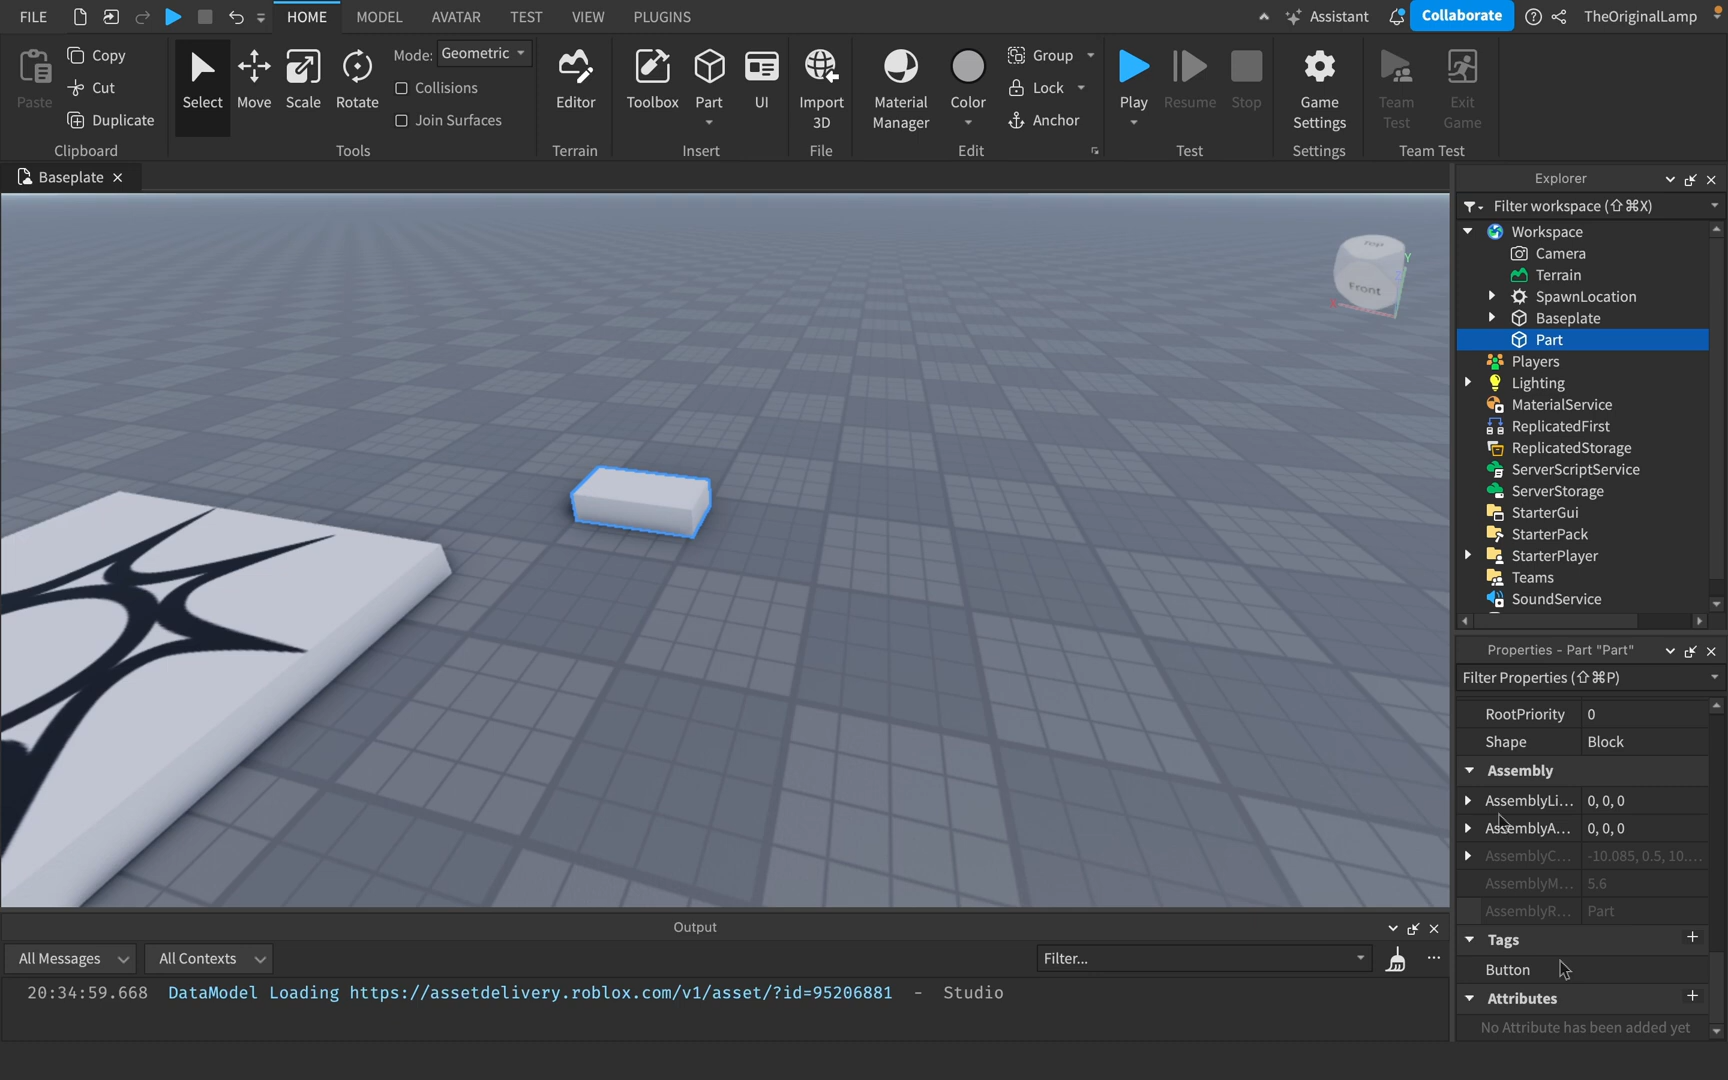 FILE
HOME
MODEL
AVATAR
TEST
VIEW
PLUGINS
Assistant
Collaborate
TheOriginalLamp
Paste
Copy
Cut
Duplicate
Clipboard
Select
Move
Scale
Rotate
Mode: Geometric
Collisions
Join Surfaces
Tools
Editor
Terrain
Toolbox
Part
UI
Insert
Import
3D
File
Material
Manager
Color
Group
Lock
Anchor
Edit
Play
Resume
Stop
Test
Game
Settings
Settings
Team
Test
Exit
Game
Team Test
Baseplate
Top
Front
Y
Explorer
Filter workspace (⇧⌘X)
Workspace
Camera
Terrain
SpawnLocation
Baseplate
Part
Players
Lighting
MaterialService
ReplicatedFirst
ReplicatedStorage
ServerScriptService
ServerStorage
StarterGui
StarterPack
StarterPlayer
Teams
SoundService
Properties - Part "Part"
Filter Properties (⇧⌘P)
RootPriority 0
Shape Block
Assembly
AssemblyLi... 0, 0, 0
AssemblyA... 0, 0, 0
AssemblyC... -10.085, 0.5, 10....
AssemblyM... 5.6
AssemblyR... Part
Tags
Button
Attributes
No Attribute has been added yet
Output
All Messages
All Contexts
Filter...
20:34:59.668 DataModel Loading https://assetdelivery.roblox.com/v1/asset/?id=95206881 - Studio